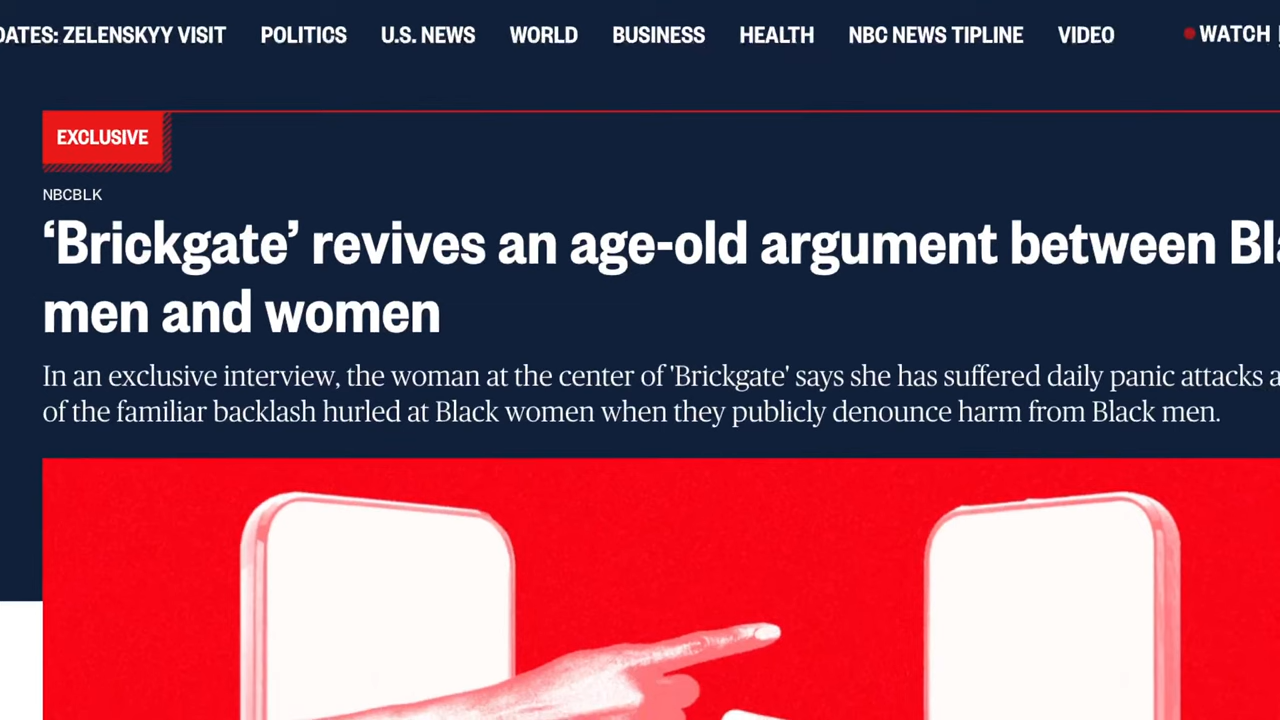 ZELENSKYY VISIT POLITICS U.S. NEWS WORLD BUSINESS HEALTH NBC NEWS TIPLINE VIDEO WATCH
EXCLUSIVE
NBCBLK
‘Brickgate’ revives an age-old argument between
men and women
In an exclusive interview, the woman at the center of 'Brickgate' says she has suffered daily panic attacks
of the familiar backlash hurled at Black women when they publicly denounce harm from Black men.